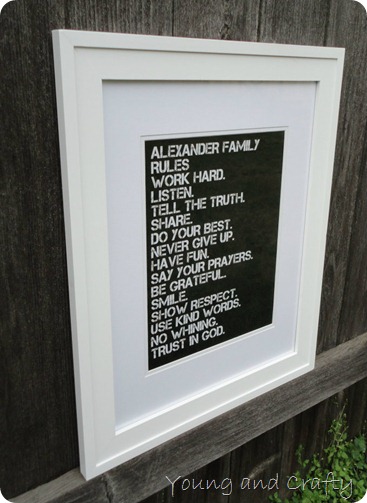 ALEXANDER FAMILY
RULES
WORK HARD.
LISTEN.
TELL THE TRUTH.
SHARE.
DO YOUR BEST.
NEVER GIVE UP.
HAVE FUN.
SAY YOUR PRAYERS.
BE GRATEFUL.
SMILE.
SHOW RESPECT.
USE KIND WORDS.
NO WHINING.
TRUST IN GOD.
Young and Crafty